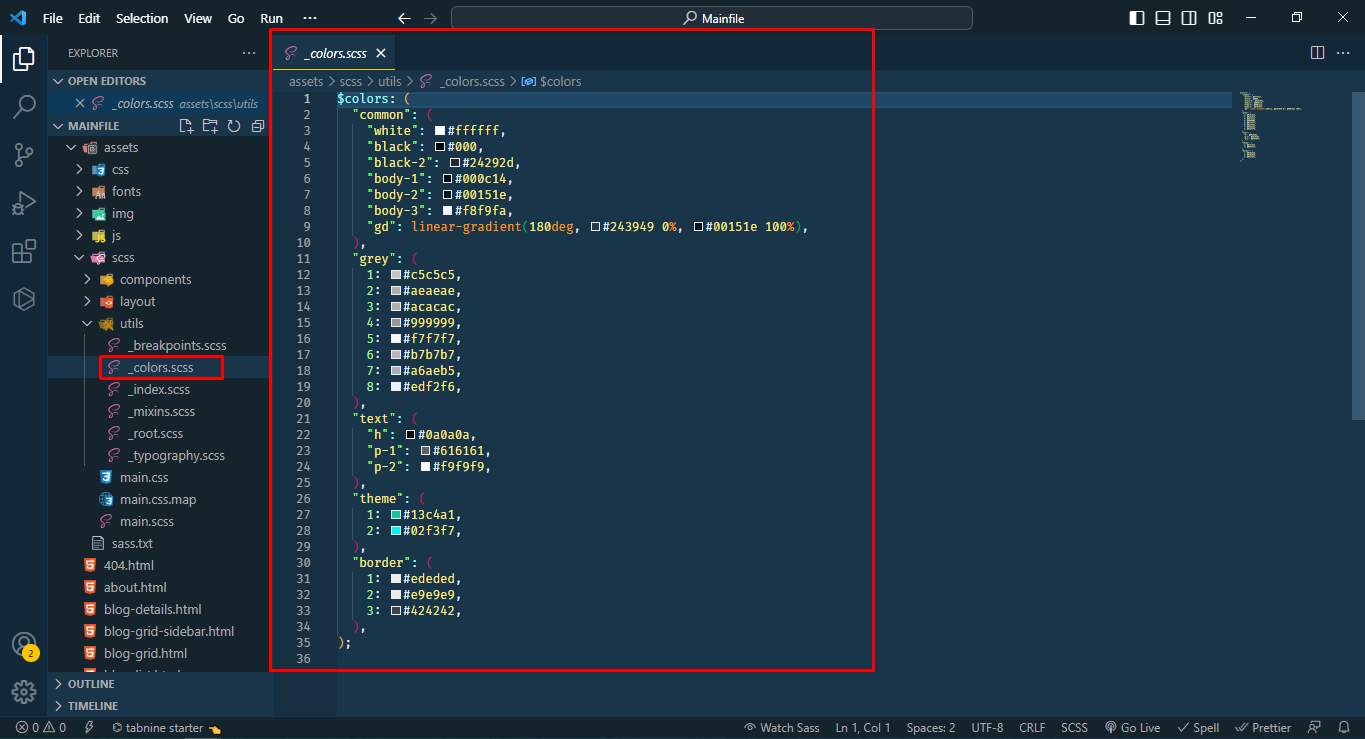 File Edit Selection View Go Run ···
Mainfile
EXPLORER ···
OPEN EDITORS
_colors.scss assets\scss\utils
MAINFILE
assets
css
fonts
img
js
scss
components
layout
utils
_breakpoints.scss
_colors.scss
_index.scss
_mixins.scss
_root.scss
_typography.scss
main.css
main.css.map
main.scss
sass.txt
404.html
about.html
blog-details.html
blog-grid-sidebar.html
blog-grid.html
OUTLINE
TIMELINE
2
_colors.scss
assets > scss > utils > _colors.scss > $colors
1 $colors: (
2 "common": (
3 "white": #ffffff,
4 "black": #000,
5 "black-2": #24292d,
6 "body-1": #000c14,
7 "body-2": #00151e,
8 "body-3": #f8f9fa,
9 "gd": linear-gradient(180deg, #243949 0%, #00151e 100%),
10 ),
11 "grey": (
12 1: #c5c5c5,
13 2: #aeaeae,
14 3: #acacac,
15 4: #999999,
16 5: #f7f7f7,
17 6: #b7b7b7,
18 7: #a6aeb5,
19 8: #edf2f6,
20 ),
21 "text": (
22 "h": #0a0a0a,
23 "p-1": #616161,
24 "p-2": #f9f9f9,
25 ),
26 "theme": (
27 1: #13c4a1,
28 2: #02f3f7,
29 ),
30 "border": (
31 1: #ededed,
32 2: #e9e9e9,
33 3: #424242,
34 ),
35 );
36
0 0 tabnine starter Watch Sass Ln 1, Col 1 Spaces: 2 UTF-8 CRLF SCSS Go Live Spell Prettier